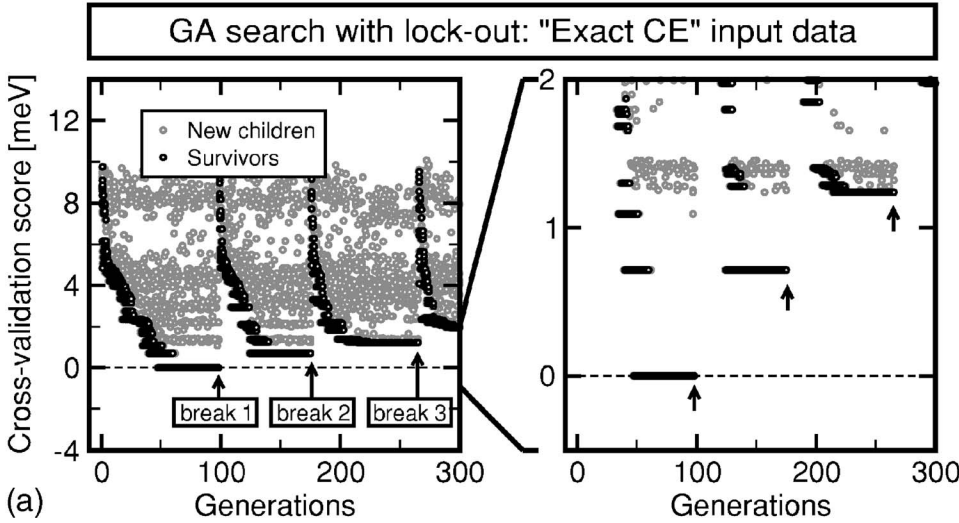 GA search with lock-out: "Exact CE" input data
Cross-validation score [meV]
12
8
4
0
-4
New children
Survivors
break 1
break 2
break 3
0 100 200 300
Generations
2
1
0
0 100 200 300
Generations
(a)